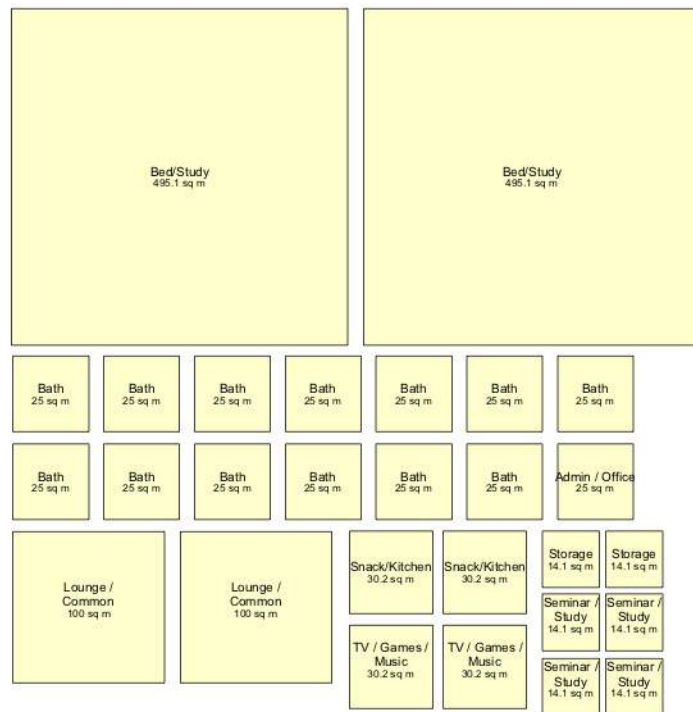 Bed/Study
495.1 sq m
Bed/Study
495.1 sq m
Bath
25 sq m
Bath
25 sq m
Bath
25 sq m
Bath
25 sq m
Bath
25 sq m
Bath
25 sq m
Bath
25 sq m
Bath
25 sq m
Bath
25 sq m
Bath
25 sq m
Bath
25 sq m
Bath
25 sq m
Bath
25 sq m
Admin / Office
25 sq m
Lounge /
Common
100 sq m
Lounge /
Common
100 sq m
Snack/Kitchen
30.2 sq m
Snack/Kitchen
30.2 sq m
Storage
14.1 sq m
Storage
14.1 sq m
Seminar /
Study
14.1 sq m
Seminar /
Study
14.1 sq m
TV / Games /
Music
30.2 sq m
TV / Games /
Music
30.2 sq m
Seminar /
Study
14.1 sq m
Seminar /
Study
14.1 sq m